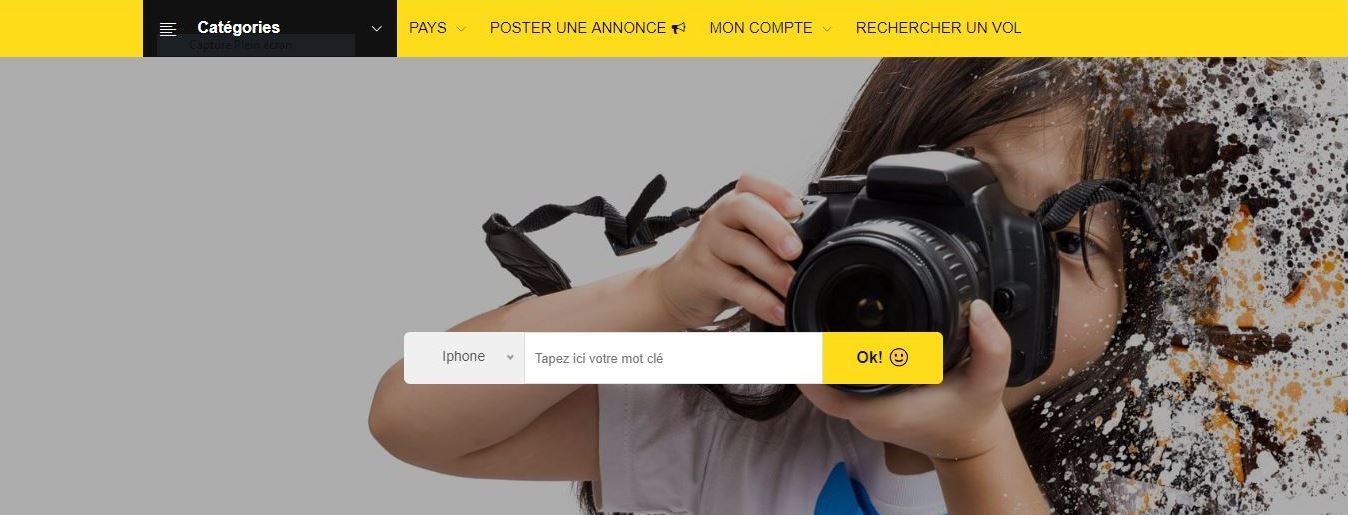 Catégories
PAYS
POSTER UNE ANNONCE
MON COMPTE
RECHERCHER UN VOL
Capture Plein écran
Iphone
Tapez ici votre mot clé
Ok!